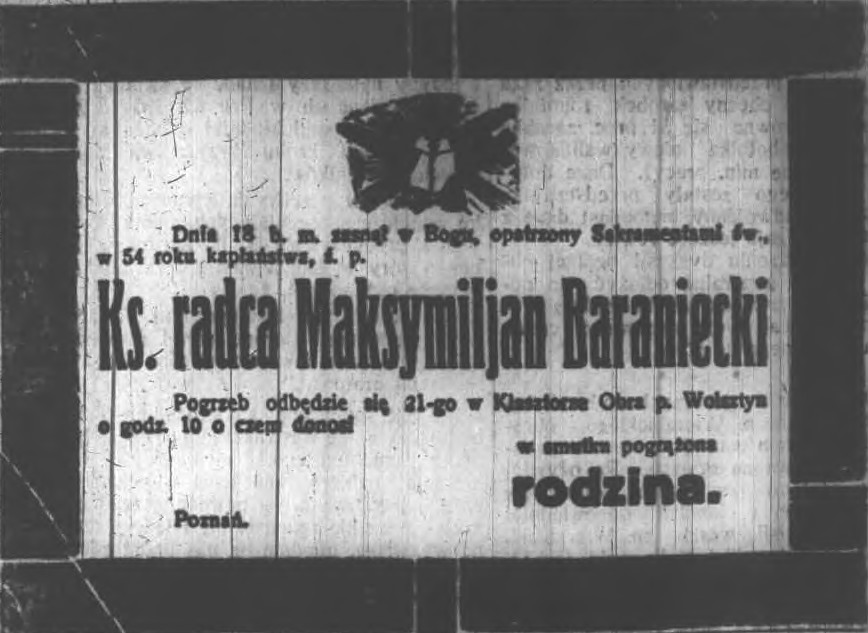 Dnia 18 b. m. zasnął w Bogu, opatrzony Sakramentami św.,
w 54 roku kapłaństwa, ś. p.
Ks. radca Maksymiljan Baraniecki
Pogrzeb odbędzie się 21-go w Klasztorze Obra p. Wolsztyn
o godz. 10 o czem donosi
w smutku pogrążona
rodzina.
Poznań.